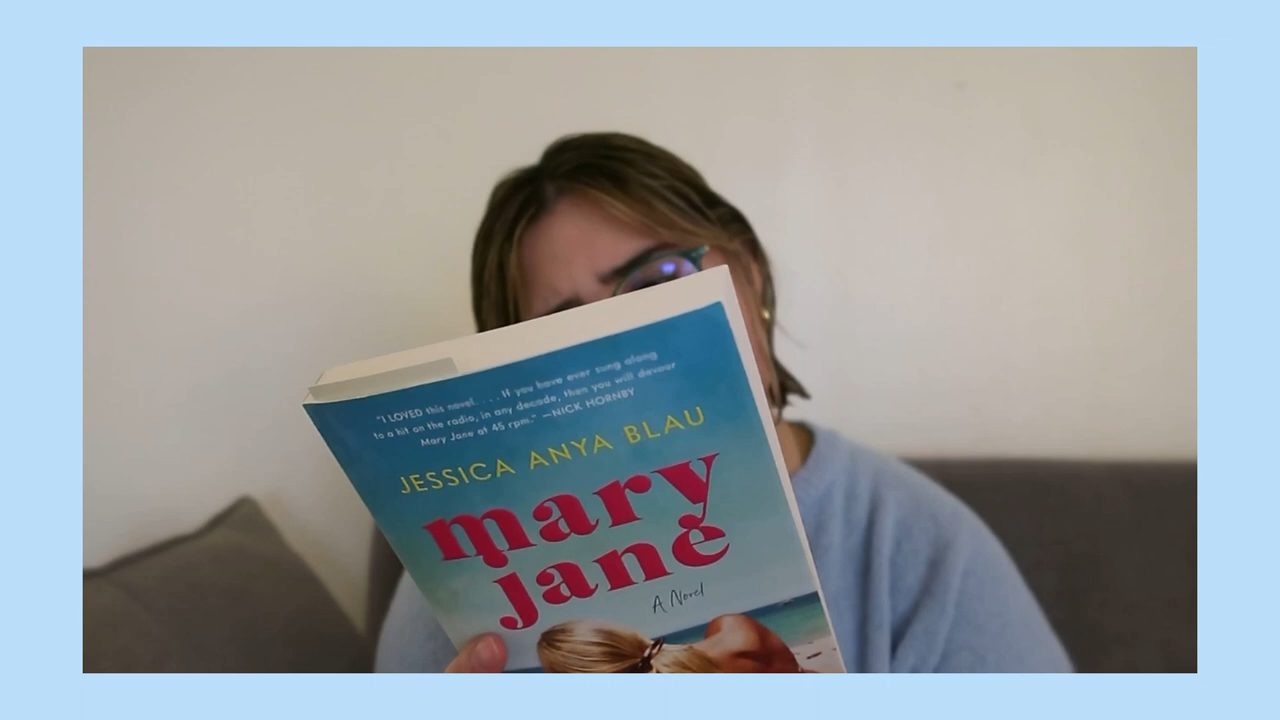 "I LOVED this novel. . . . If you have ever sung along
to a hit on the radio, in any decade, then you will devour
Mary Jane at 45 rpm." —NICK HORNBY
JESSICA ANYA BLAU
mary
jane
A Novel